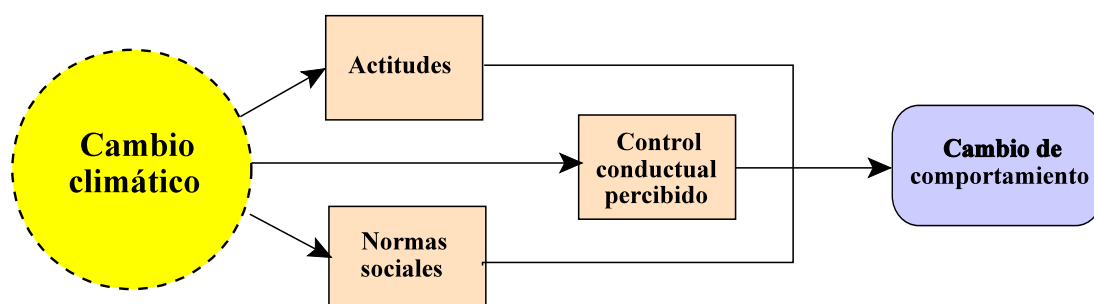 Cambio
climático
Actitudes
Control
conductual
percibido
Normas
sociales
Cambio de
comportamiento